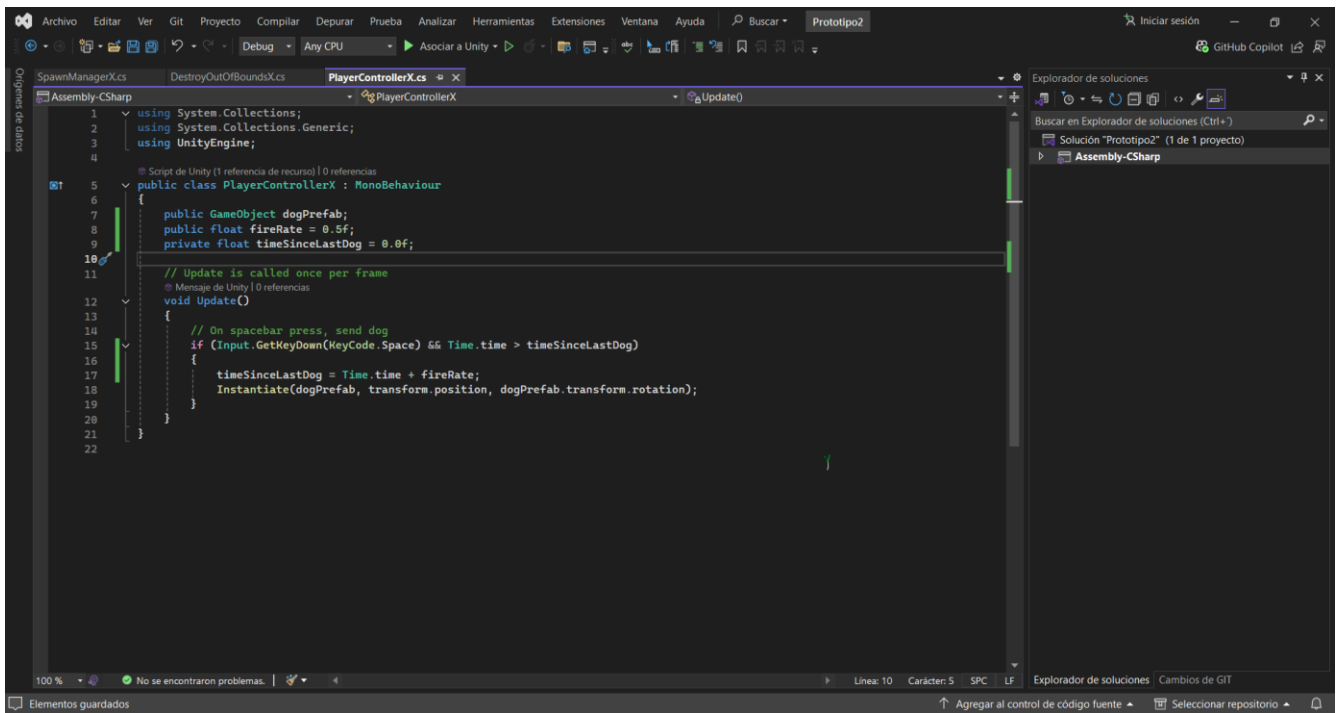 Archivo Editar Ver Git Proyecto Compilar Depurar Prueba Analizar Herramientas Extensiones Ventana Ayuda Buscar Prototipo2 Iniciar sesión
Debug Any CPU Asociar a Unity GitHub Copilot
Orígenes de datos
SpawnManagerX.cs DestroyOutOfBoundsX.cs PlayerControllerX.cs
Assembly-CSharp PlayerControllerX Update()
1 using System.Collections;
2 using System.Collections.Generic;
3 using UnityEngine;
4
Script de Unity (1 referencia de recurso) | 0 referencias
5 public class PlayerControllerX : MonoBehaviour
6 {
7 public GameObject dogPrefab;
8 public float fireRate = 0.5f;
9 private float timeSinceLastDog = 0.0f;
10
11 // Update is called once per frame
Mensaje de Unity | 0 referencias
12 void Update()
13 {
14 // On spacebar press, send dog
15 if (Input.GetKeyDown(KeyCode.Space) && Time.time > timeSinceLastDog)
16 {
17 timeSinceLastDog = Time.time + fireRate;
18 Instantiate(dogPrefab, transform.position, dogPrefab.transform.rotation);
19 }
20 }
21 }
22
Explorador de soluciones
Buscar en Explorador de soluciones (Ctrl+´)
Solución "Prototipo2" (1 de 1 proyecto)
Assembly-CSharp
100 % No se encontraron problemas. Línea: 10 Carácter: 5 SPC LF
Explorador de soluciones Cambios de GIT
Elementos guardados Agregar al control de código fuente Seleccionar repositorio